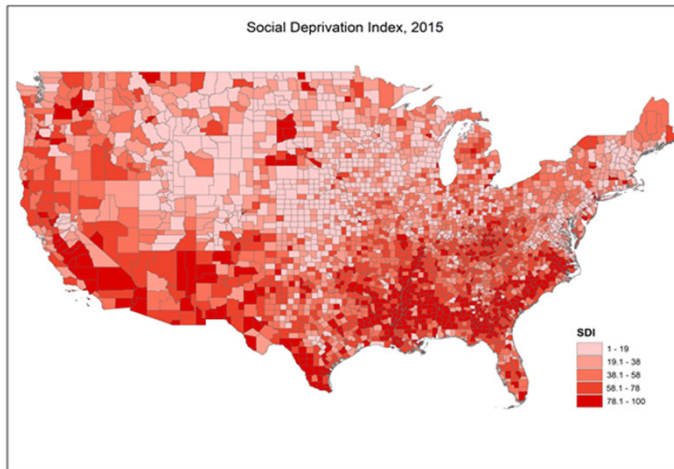 Social Deprivation Index, 2015
SDI
1 - 19
19.1 - 38
38.1 - 58
58.1 - 78
78.1 - 100